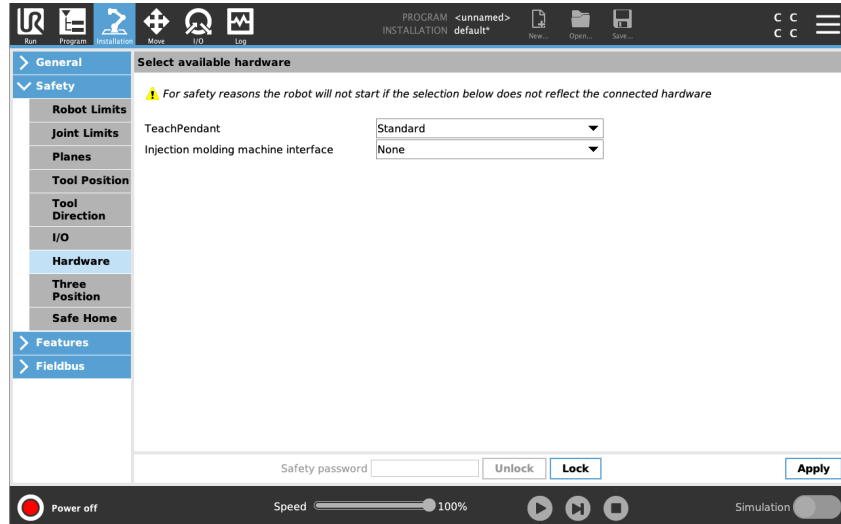 UR
Run
Program
Installation
Move
I/O
Log
PROGRAM <unnamed>
INSTALLATION default*
New...
Open...
Save...
C C
C C
General
Safety
Robot Limits
Joint Limits
Planes
Tool Position
Tool
Direction
I/O
Hardware
Three
Position
Safe Home
Features
Fieldbus
Select available hardware
For safety reasons the robot will not start if the selection below does not reflect the connected hardware
TeachPendant Standard
Injection molding machine interface None
Safety password Unlock Lock Apply
Power off Speed 100% Simulation